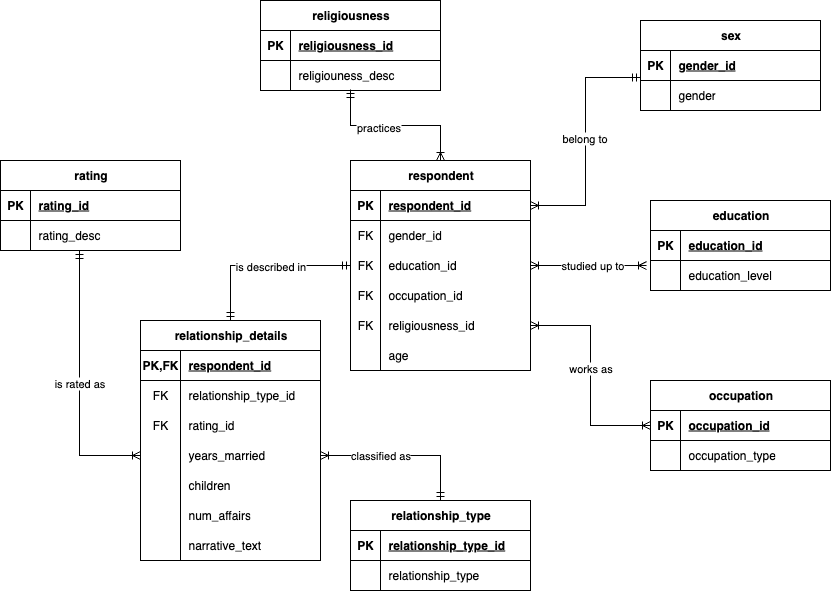 religiousness
PK religiousness_id
religiouness_desc
practices
sex
PK gender_id
gender
belong to
rating
PK rating_id
rating_desc
is rated as
respondent
PK respondent_id
FK gender_id
FK education_id
FK occupation_id
FK religiousness_id
age
is described in
education
PK education_id
education_level
studied up to
works as
occupation
PK occupation_id
occupation_type
relationship_details
PK,FK respondent_id
FK relationship_type_id
FK rating_id
years_married
children
num_affairs
narrative_text
classified as
relationship_type
PK relationship_type_id
relationship_type